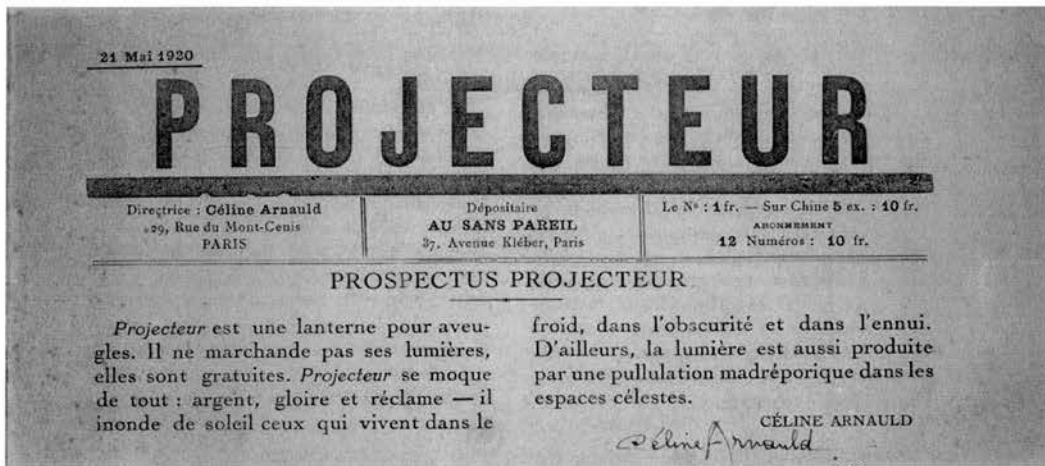 21 Mai 1920
PROJECTEUR
Directrice : Céline Arnauld
29, Rue du Mont-Cenis
PARIS
Dépositaire
AU SANS PAREIL
37, Avenue Kléber, Paris
Le Nº : 1 fr. — Sur Chine 5 ex. : 10 fr.
ABONNEMENT
12 Numéros : 10 fr.
PROSPECTUS PROJECTEUR
Projecteur est une lanterne pour aveu-
gles. Il ne marchande pas ses lumières,
elles sont gratuites. Projecteur se moque
de tout : argent, gloire et réclame — il
inonde de soleil ceux qui vivent dans le
froid, dans l'obscurité et dans l'ennui.
D'ailleurs, la lumière est aussi produite
par une pullulation madréporique dans les
espaces célestes.
CÉLINE ARNAULD
Céline Arnauld